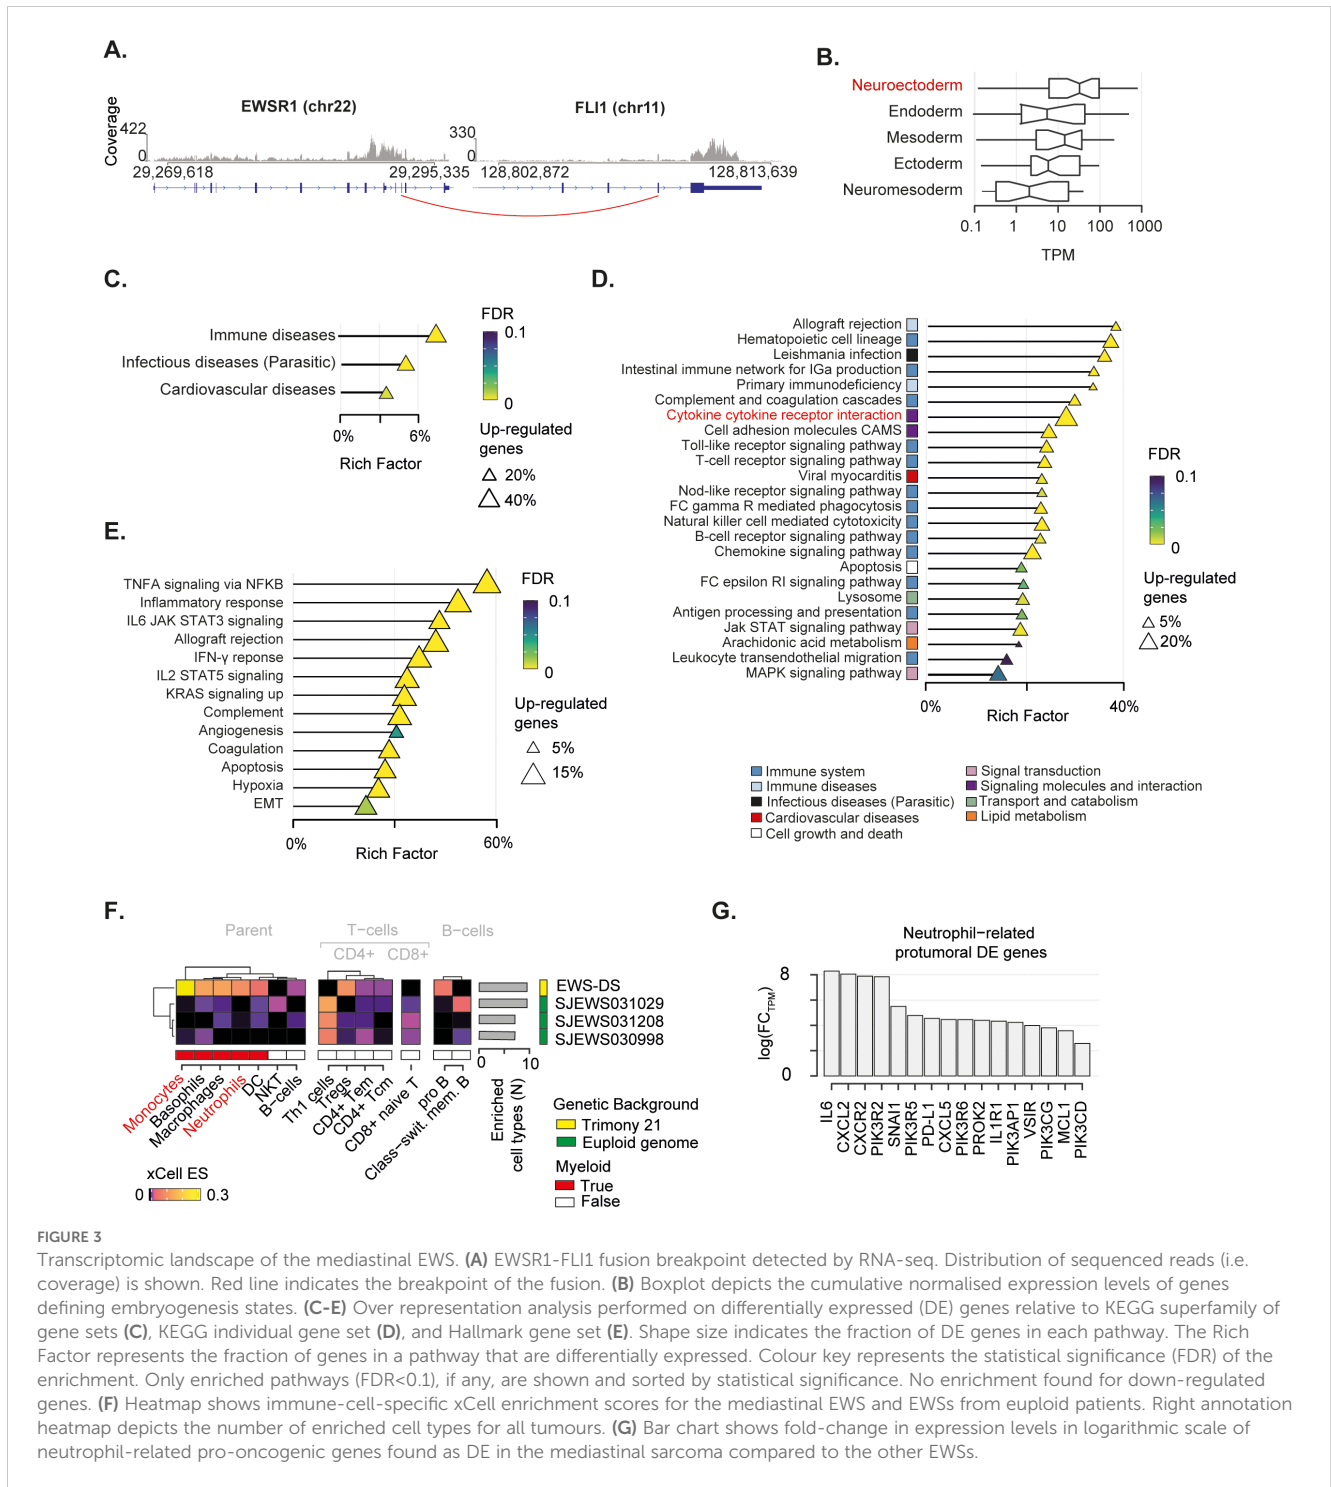 A.
EWSR1 (chr22)
FLI1 (chr11)
Coverage
422
0
330
0
29,269,618
29,295,335
128,802,872
128,813,639
B.
Neuroectoderm
Endoderm
Mesoderm
Ectoderm
Neuromesoderm
0.1 1 10 100 1000
TPM
C.
Immune diseases
Infectious diseases (Parasitic)
Cardiovascular diseases
0% 6%
Rich Factor
FDR
0.1
0
Up-regulated
genes
20%
40%
D.
Allograft rejection
Hematopoietic cell lineage
Leishmania infection
Intestinal immune network for IGa production
Primary immunodeficiency
Complement and coagulation cascades
Cytokine cytokine receptor interaction
Cell adhesion molecules CAMS
Toll-like receptor signaling pathway
T-cell receptor signaling pathway
Viral myocarditis
Nod-like receptor signaling pathway
FC gamma R mediated phagocytosis
Natural killer cell mediated cytotoxicity
B-cell receptor signaling pathway
Chemokine signaling pathway
Apoptosis
FC epsilon RI signaling pathway
Lysosome
Antigen processing and presentation
Jak STAT signaling pathway
Arachidonic acid metabolism
Leukocyte transendothelial migration
MAPK signaling pathway
0% 40%
Rich Factor
FDR
0.1
0
Up-regulated
genes
5%
20%
Immune system
Immune diseases
Infectious diseases (Parasitic)
Cardiovascular diseases
Cell growth and death
Signal transduction
Signaling molecules and interaction
Transport and catabolism
Lipid metabolism
E.
TNFA signaling via NFKB
Inflammatory response
IL6 JAK STAT3 signaling
Allograft rejection
IFN-γ reponse
IL2 STAT5 signaling
KRAS signaling up
Complement
Angiogenesis
Coagulation
Apoptosis
Hypoxia
EMT
0% 60%
Rich Factor
FDR
0.1
0
Up-regulated
genes
5%
15%
F.
Parent
T-cells
B-cells
CD4+ CD8+
EWS-DS
SJEWS031029
SJEWS031208
SJEWS030998
0 10
Enriched
cell types (N)
Monocytes
Basophils
Macrophages
Neutrophils
DC
NKT
B-cells
Th1 cells
Tregs
CD4+ Tem
CD4+ Tcm
CD8+ naive T
pro B
Class-swit. mem. B
xCell ES
0 0.3
Genetic Background
Trimony 21
Euploid genome
Myeloid
True
False
G.
Neutrophil-related
protumoral DE genes
log(FCTPM)
8
0
IL6
CXCL2
CXCR2
PIK3R2
SNAI1
PIK3R5
PD-L1
CXCL5
PIK3R6
PROK2
IL1R1
PIK3AP1
VSIR
PIK3CG
MCL1
PIK3CD
FIGURE 3
Transcriptomic landscape of the mediastinal EWS. (A) EWSR1-FLI1 fusion breakpoint detected by RNA-seq. Distribution of sequenced reads (i.e.
coverage) is shown. Red line indicates the breakpoint of the fusion. (B) Boxplot depicts the cumulative normalised expression levels of genes
defining embryogenesis states. (C-E) Over representation analysis performed on differentially expressed (DE) genes relative to KEGG superfamily of
gene sets (C), KEGG individual gene set (D), and Hallmark gene set (E). Shape size indicates the fraction of DE genes in each pathway. The Rich
Factor represents the fraction of genes in a pathway that are differentially expressed. Colour key represents the statistical significance (FDR) of the
enrichment. Only enriched pathways (FDR<0.1), if any, are shown and sorted by statistical significance. No enrichment found for down-regulated
genes. (F) Heatmap shows immune-cell-specific xCell enrichment scores for the mediastinal EWS and EWSs from euploid patients. Right annotation
heatmap depicts the number of enriched cell types for all tumours. (G) Bar chart shows fold-change in expression levels in logarithmic scale of
neutrophil-related pro-oncogenic genes found as DE in the mediastinal sarcoma compared to the other EWSs.